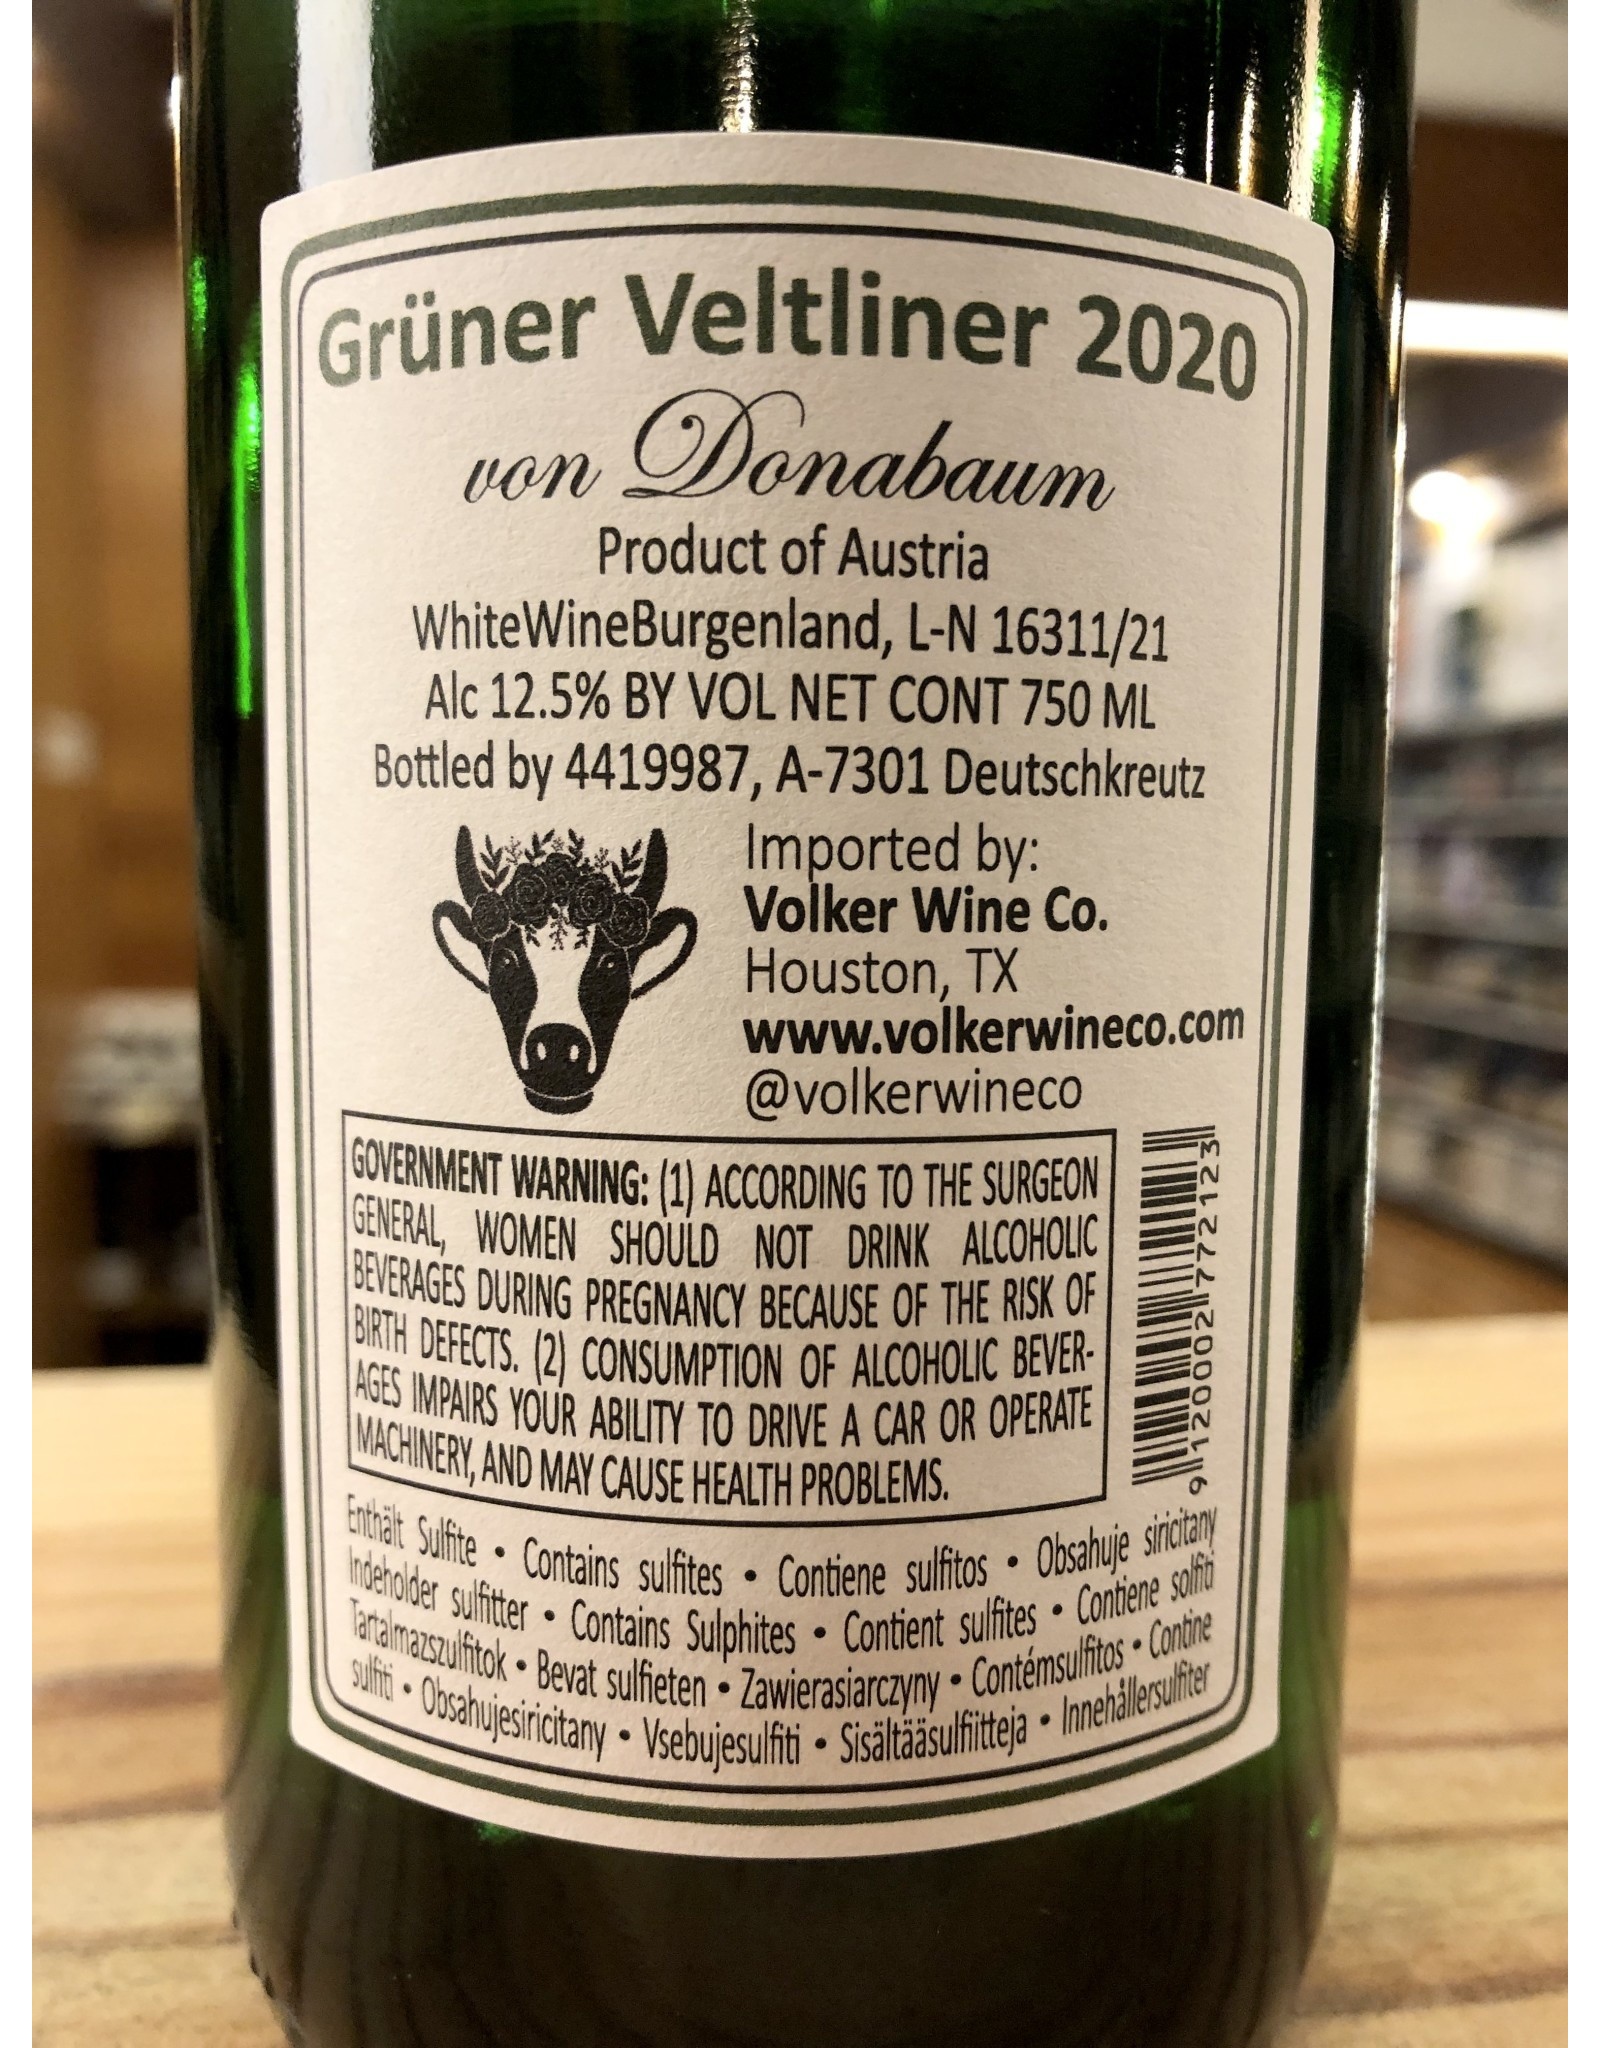 Grüner Veltliner 2020
von Donabaum
Product of Austria
WhiteWineBurgenland, L-N 16311/21
Alc 12.5% BY VOL NET CONT 750 ML
Bottled by 4419987, A-7301 Deutschkreutz
Imported by:
Volker Wine Co.
Houston, TX
www.volkerwineco.com
@volkerwineco
GOVERNMENT WARNING: (1) ACCORDING TO THE SURGEON
GENERAL, WOMEN SHOULD NOT DRINK ALCOHOLIC
BEVERAGES DURING PREGNANCY BECAUSE OF THE RISK OF
BIRTH DEFECTS. (2) CONSUMPTION OF ALCOHOLIC BEVER-
AGES IMPAIRS YOUR ABILITY TO DRIVE A CAR OR OPERATE
MACHINERY, AND MAY CAUSE HEALTH PROBLEMS.
9 120002 772123
Enthält Sulfite • Contains sulfites • Contiene sulfitos • Obsahuje siricitany
Indeholder sulfitter • Contains Sulphites • Contient sulfites • Contiene solfiti
Tartalmazszulfitok • Bevat sulfieten • Zawierasiarczyny • Contémsulfitos • Contine
sulfiti • Obsahujesiricitany • Vsebujesulfiti • Sisältääsulfiitteja • Innehållersulfiter